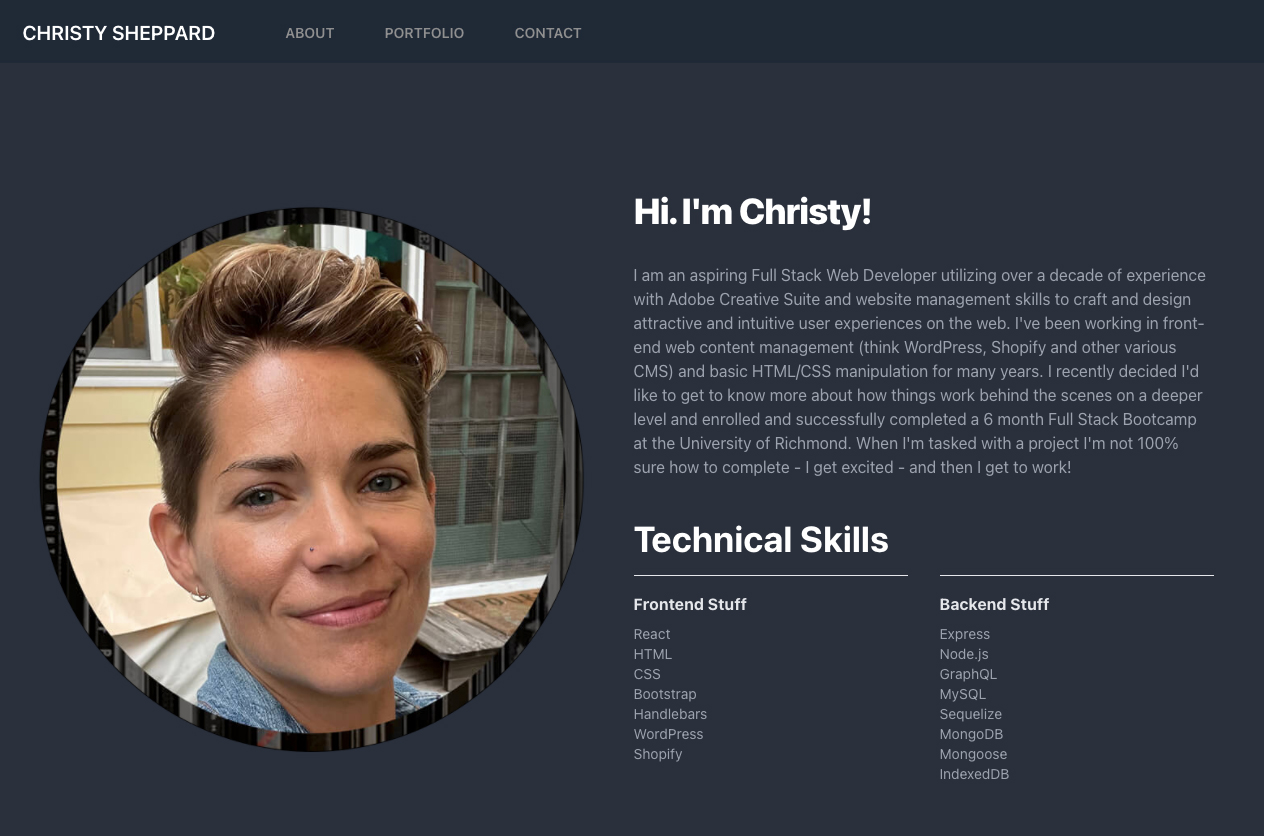 CHRISTY SHEPPARD
ABOUT PORTFOLIO CONTACT
Hi. I'm Christy!
I am an aspiring Full Stack Web Developer utilizing over a decade of experience
with Adobe Creative Suite and website management skills to craft and design
attractive and intuitive user experiences on the web. I've been working in front-
end web content management (think WordPress, Shopify and other various
CMS) and basic HTML/CSS manipulation for many years. I recently decided I'd
like to get to know more about how things work behind the scenes on a deeper
level and enrolled and successfully completed a 6 month Full Stack Bootcamp
at the University of Richmond. When I'm tasked with a project I'm not 100%
sure how to complete - I get excited - and then I get to work!
Technical Skills
Frontend Stuff
React
HTML
CSS
Bootstrap
Handlebars
WordPress
Shopify
Backend Stuff
Express
Node.js
GraphQL
MySQL
Sequelize
MongoDB
Mongoose
IndexedDB
A COLD NIGHT